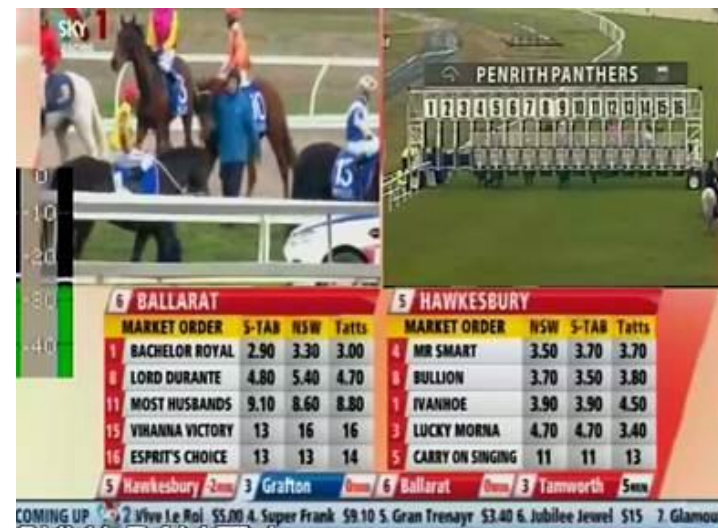 SKY 1
RACING
PENRITH PANTHERS
1 2 3 4 5 6 7 8 9 10 11 12 13 14 15 16
10
15
0
-10
-20
-30
-40
6 BALLARAT
MARKET ORDER S-TAB NSW Tatts
1 BACHELOR ROYAL 2.90 3.30 3.00
8 LORD DURANTE 4.80 5.40 4.70
11 MOST HUSBANDS 9.10 8.60 8.80
15 VIHANNA VICTORY 13 16 16
16 ESPRIT'S CHOICE 13 13 14
5 HAWKESBURY
MARKET ORDER NSW S-TAB Tatts
4 MR SMART 3.50 3.70 3.70
8 BULLION 3.70 3.50 3.80
1 IVANHOE 3.90 3.90 4.50
3 LUCKY MORNA 4.70 4.70 3.40
5 CARRY ON SINGING 11 11 13
5 Hawkesbury -2MIN 3 Grafton 0MIN 6 Ballarat 0MIN 3 Tamworth 5MIN
COMING UP 2 Vive Le Roi $5.00 4. Super Frank $9.10 5. Gran Trenayr $3.40 6. Jubilee Jewel $15 7. Glamou